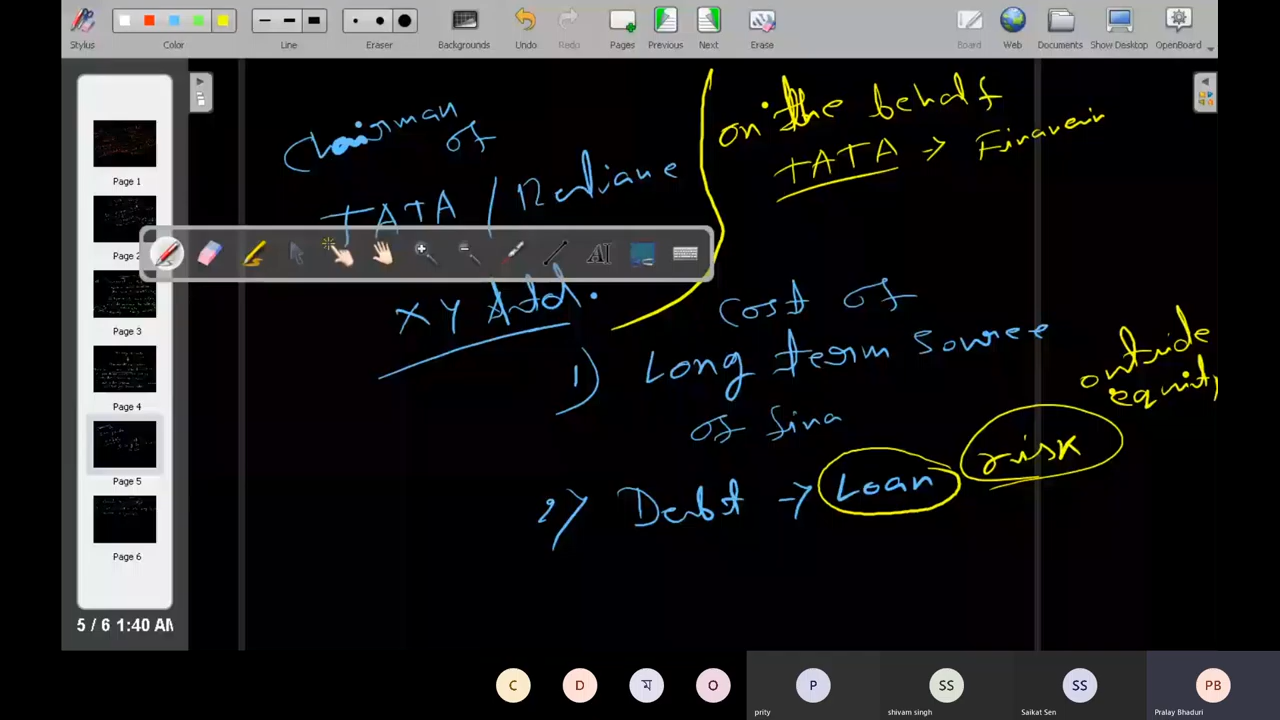 Stylus
Color
Line
Eraser
Backgrounds
Undo
Redo
Pages
Previous
Next
Erase
Board
Web
Documents
Show Desktop
OpenBoard
Page 1
Page 2
Page 3
Page 4
Page 5
Page 6
5 / 6 1:40 AM
Chairman
of
TATA /
XY
on the behalf
TATA ->
1) Cost of
Long term source
of fina
2) Debt -> Loan
risk
outside
equity
C
D
ম
O
P
prity
SS
shivam singh
SS
Saikat Sen
PB
Pralay Bhaduri